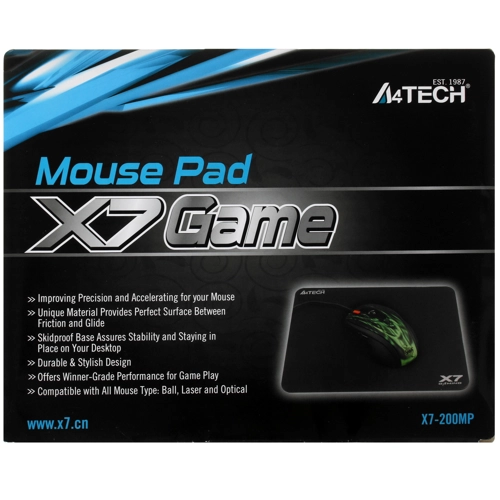 EST. 1987
A4TECH®
Mouse Pad
X7 Game
» Improving Precision and Accelerating for your Mouse
» Unique Material Provides Perfect Surface Between
Friction and Glide
» Skidproof Base Assures Stability and Staying in
Place on Your Desktop
» Durable & Stylish Design
» Offers Winner-Grade Performance for Game Play
» Compatible with All Mouse Type: Ball, Laser and Optical
A4TECH
X7
www.x7.cn
X7-200MP